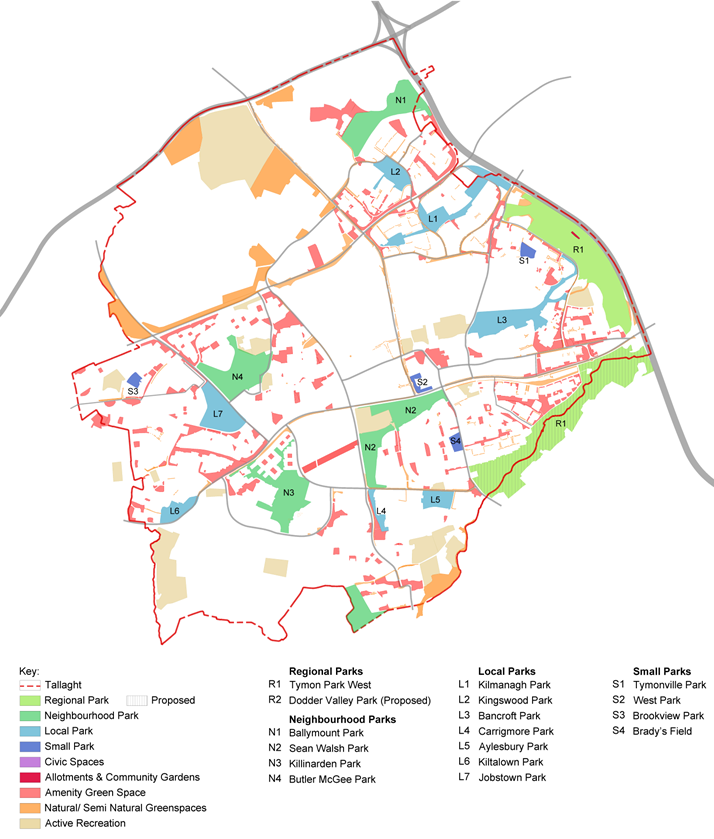 N1
L2
L1
S1
R1
L3
N4
S3
S2
L7
N2
R1
S4
N2
N3
L5
L6
L4
Key:
Tallaght
Regional Park
Proposed
Neighbourhood Park
Local Park
Small Park
Civic Spaces
Allotments & Community Gardens
Amenity Green Space
Natural/ Semi Natural Greenspaces
Active Recreation
Regional Parks
R1 Tymon Park West
R2 Dodder Valley Park (Proposed)
Neighbourhood Parks
N1 Ballymount Park
N2 Sean Walsh Park
N3 Killinarden Park
N4 Butler McGee Park
Local Parks
L1 Kilmanagh Park
L2 Kingswood Park
L3 Bancroft Park
L4 Carrigmore Park
L5 Aylesbury Park
L6 Kiltalown Park
L7 Jobstown Park
Small Parks
S1 Tymonville Park
S2 West Park
S3 Brookview Park
S4 Brady's Field